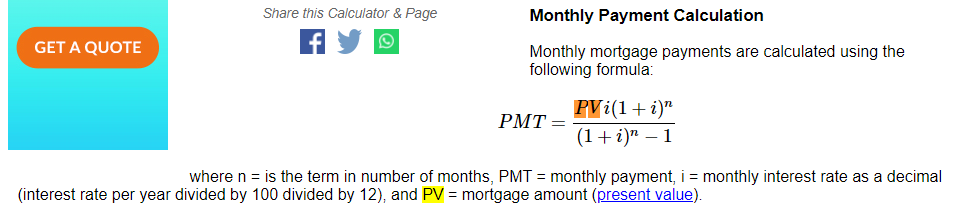 GET A QUOTE
Share this Calculator & Page
Monthly Payment Calculation
Monthly mortgage payments are calculated using the
following formula:
PMT = PVi(1 + i)ⁿ / (1 + i)ⁿ − 1
where n = is the term in number of months, PMT = monthly payment, i = monthly interest rate as a decimal
(interest rate per year divided by 100 divided by 12), and PV = mortgage amount (present value).